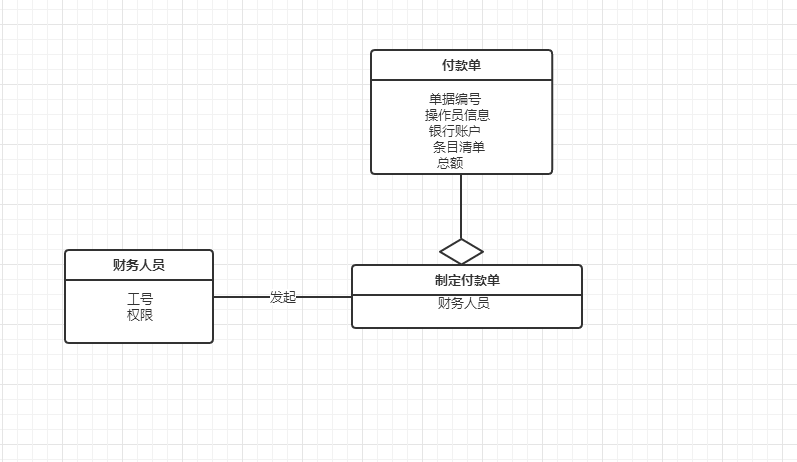 付款单
单据编号
操作员信息
银行账户
条目清单
总额
财务人员
工号
权限
发起
制定付款单
财务人员